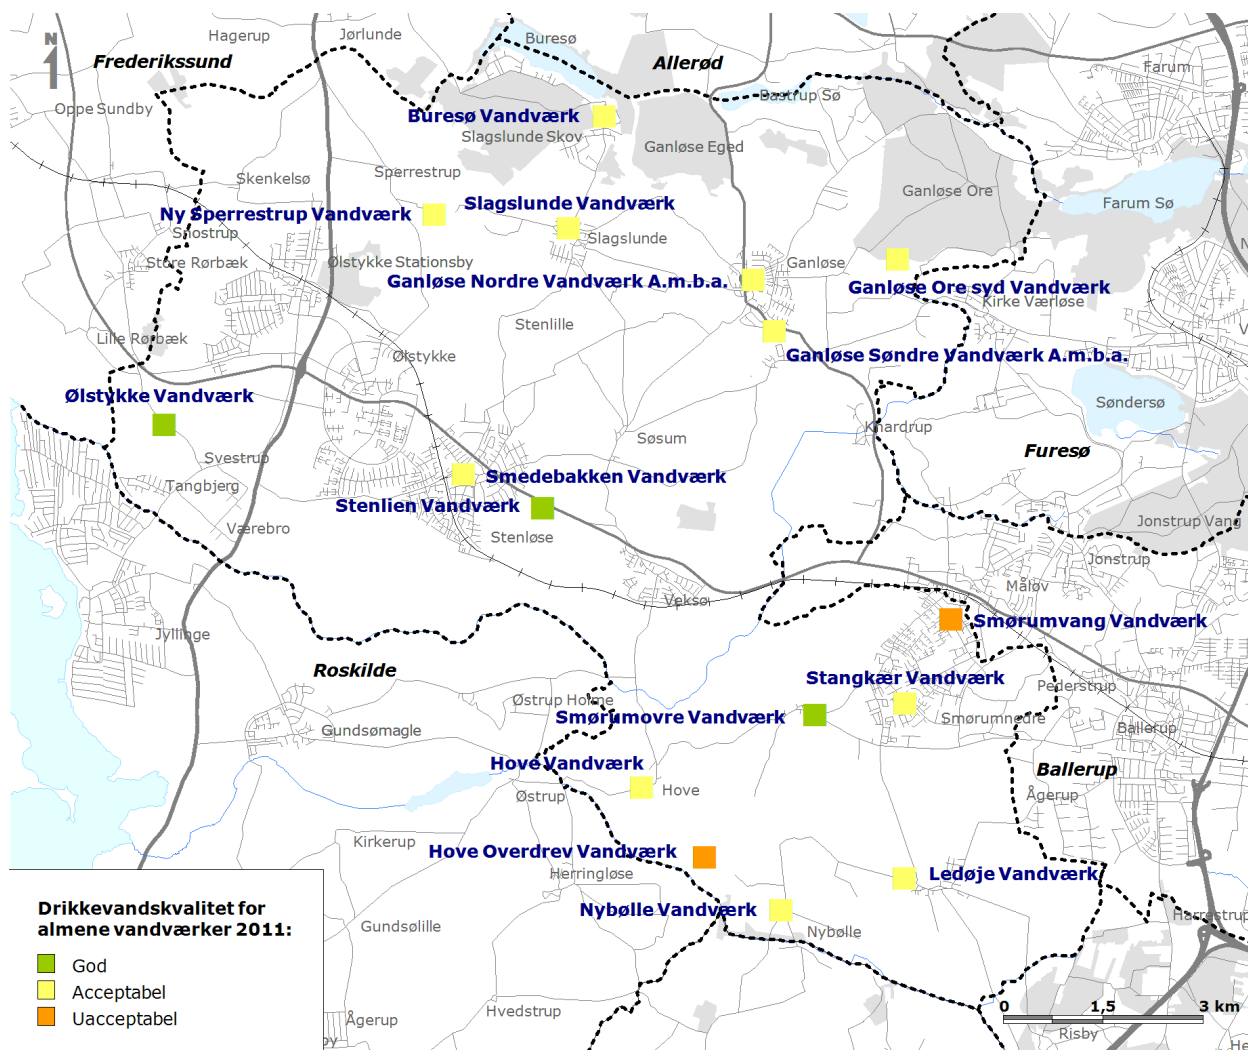 N
Hagerup
Jørlunde
Buresø
Frederikssund
Allerød
Farum
Oppe Sundby
Bastrup Sø
Buresø Vandværk
Slagslunde Skov
Ganløse Eged
Sperrestrup
Skenkelsø
Ganløse Ore
Farum Sø
Slagslunde Vandværk
Ny Sperrestrup Vandværk
Snostrup
Slagslunde
Store Rørbæk
Ølstykke Stationsby
Ganløse
Ganløse Nordre Vandværk A.m.b.a.
Ganløse Ore syd Vandværk
Kirke Værløse
Stenlille
Lille Rørbæk
Ølstykke
Ganløse Søndre Vandværk A.m.b.a.
Ølstykke Vandværk
Søndersø
Knardrup
Søsum
Furesø
Svestrup
Smedebakken Vandværk
Tangbjerg
Stenlien Vandværk
Værebro
Stenløse
Jonstrup Vang
Jonstrup
Måløv
Veksø
Smørumvang Vandværk
Jyllinge
Roskilde
Stangkær Vandværk
Pederstrup
Østrup Holme
Smørumovre Vandværk
Smørumnedre
Gundsømagle
Ballerup
Hove Vandværk
Ballerup
Hove
Østrup
Ågerup
Kirkerup
Hove Overdrev Vandværk
Herringløse
Ledøje Vandværk
Nybølle Vandværk
Harrestrup
Gundsølille
Nybølle
Drikkevandskvalitet for
almene vandværker 2011:
God
Acceptabel
Uacceptabel
Hvedstrup
Ågerup
0 1,5 3 km
Risby